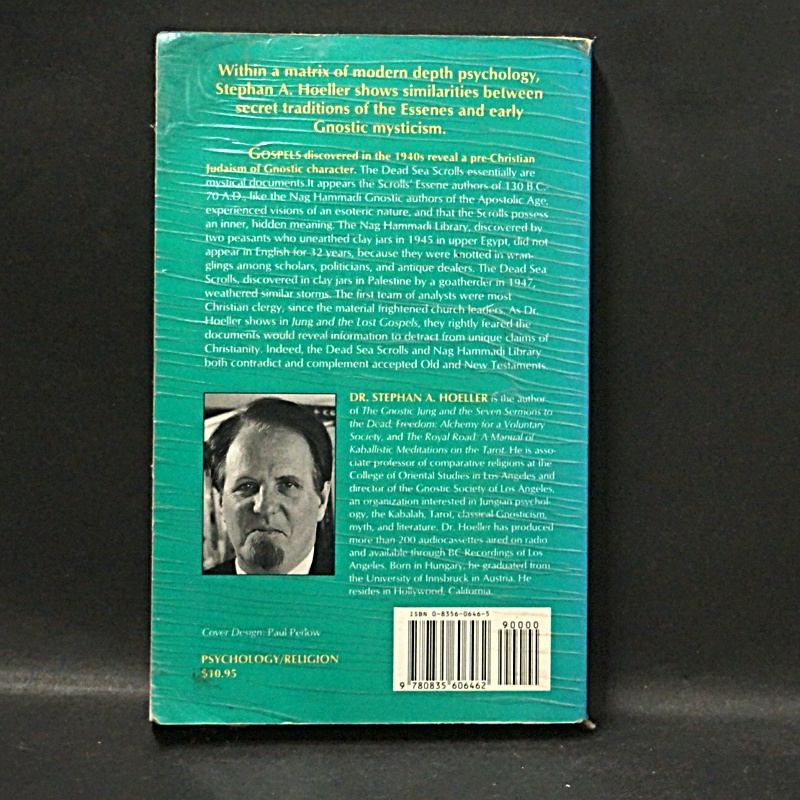 Within a matrix of modern depth psychology,
Stephan A. Hoeller shows similarities between
secret traditions of the Essenes and early
Gnostic mysticism.
GOSPELS discovered in the 1940s reveal a pre-Christian
Judaism of Gnostic character. The Dead Sea Scrolls essentially are
mystical documents.It appears the Scrolls' Essene authors of 130 B.C-
70 A.D., like the Nag Hammadi Gnostic authors of the Apostolic Age,
experienced visions of an esoteric nature, and that the Scrolls possess
an inner, hidden meaning. The Nag Hammadi Library, discovered by
two peasants who unearthed clay jars in 1945 in upper Egypt, did not
appear in English for 32 years, because they were knotted in wran-
glings among scholars, politicians, and antique dealers. The Dead Sea
Scrolls, discovered in clay jars in Palestine by a goatherder in 1947,
weathered similar storms. The first team of analysts were most
Christian clergy, since the material frightened church leaders. As Dr.
Hoeller shows in Jung and the Lost Gospels, they rightly feared the
documents would reveal information to detract from unique claims of
Christianity. Indeed, the Dead Sea Scrolls and Nag Hammadi Library
both contradict and complement accepted Old and New Testaments.
DR. STEPHAN A. HOELLER is the author
of The Gnostic Jung and the Seven Sermons to
the Dead; Freedom: Alchemy for a Voluntary
Society, and The Royal Road: A Manual of
Kaballistic Meditations on the Tarot. He is asso-
ciate professor of comparative religions at the
College of Oriental Studies in Los Angeles and
director of the Gnostic Society of Los Angeles,
an organization interested in Jungian psychol-
ogy, the Kabalah, Tarot, classical Gnosticism,
myth, and literature. Dr. Hoeller has produced
more than 200 audiocassettes aired on radio
and available through BC Recordings of Los
Angeles. Born in Hungary, he graduated from
the University of Innsbruck in Austria. He
resides in Hollywood, California.
Cover Design: Paul Perlow
PSYCHOLOGY/RELIGION
$10.95
ISBN 0-8356-0646-5
90000
9 780835 606462